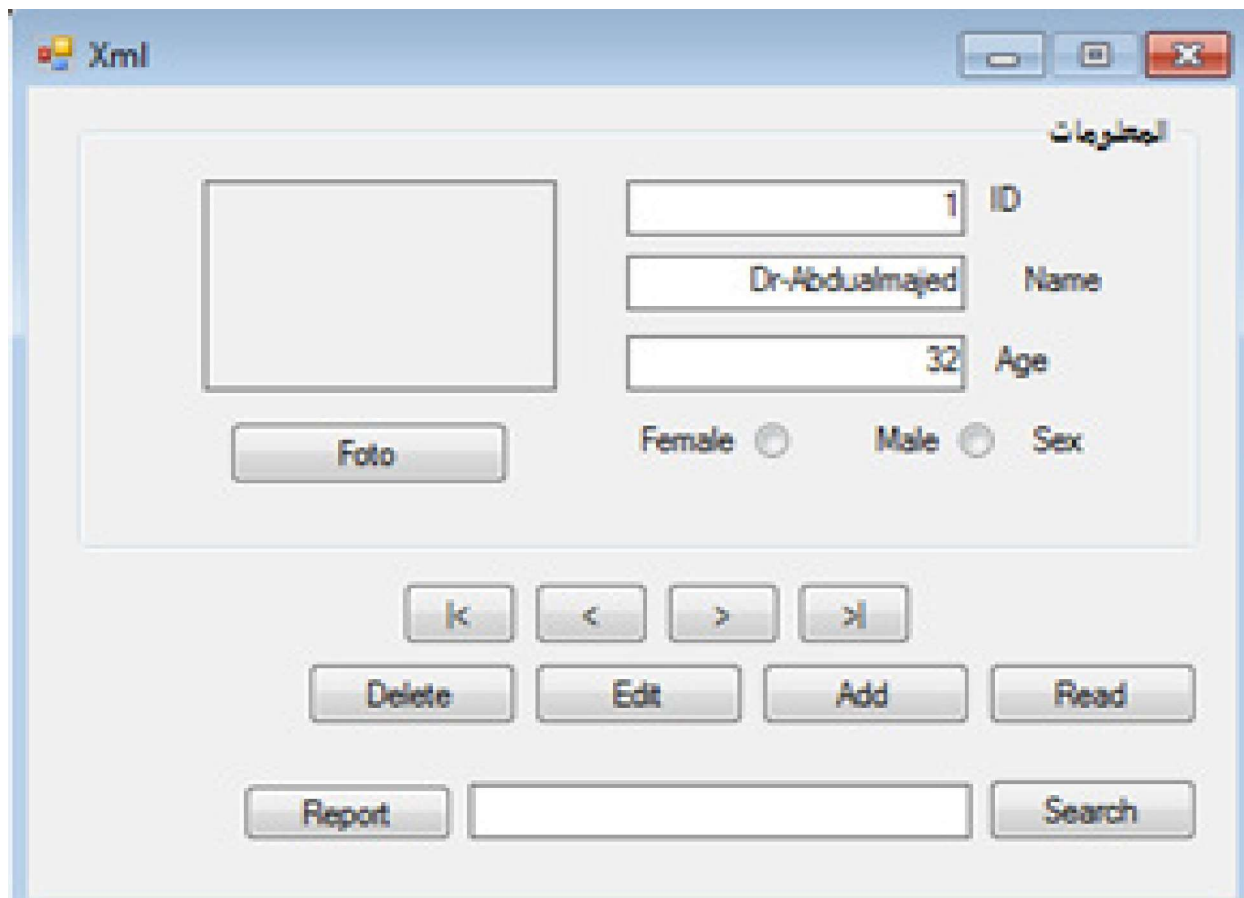 Xml
المعلومات
1 ID
Dr-Abdualmajed Name
32 Age
Foto
Female Male Sex
|< < > >|
Delete Edit Add Read
Report Search